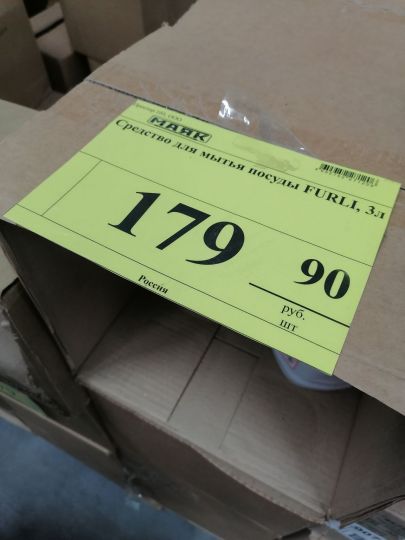 МАЯК
Средство для мытья посуды FURLI, 3л
179 90
руб.
шт
Россия